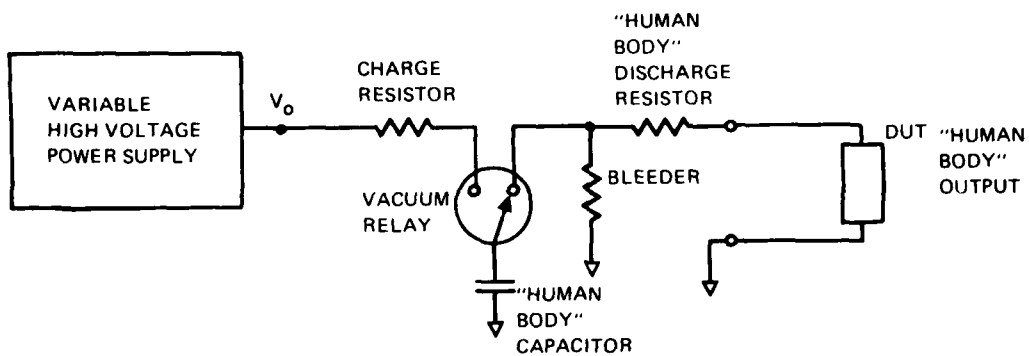 VARIABLE
HIGH VOLTAGE
POWER SUPPLY
Vo
CHARGE
RESISTOR
VACUUM
RELAY
"HUMAN
BODY"
CAPACITOR
"HUMAN
BODY"
DISCHARGE
RESISTOR
BLEEDER
DUT
"HUMAN
BODY"
OUTPUT